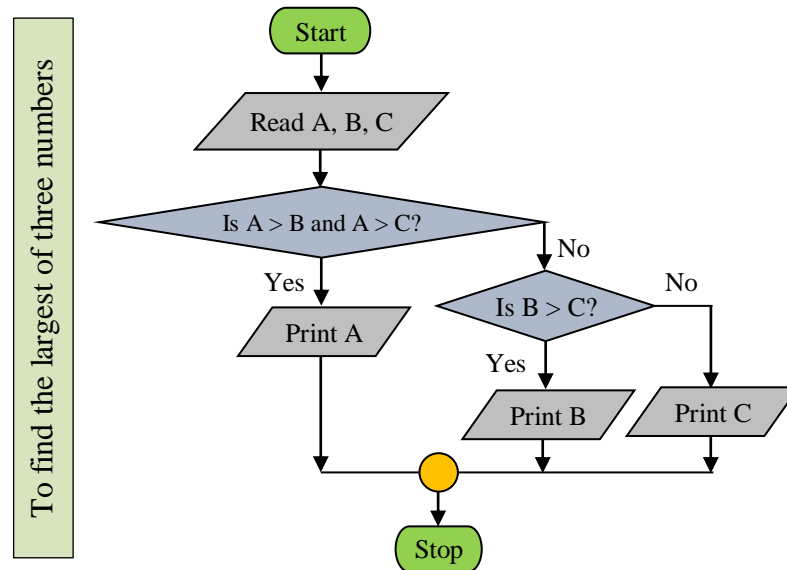 To find the largest of three numbers
Start
Read A, B, C
Is A > B and A > C?
Yes
No
Print A
Is B > C?
No
Yes
Print B
Print C
Stop